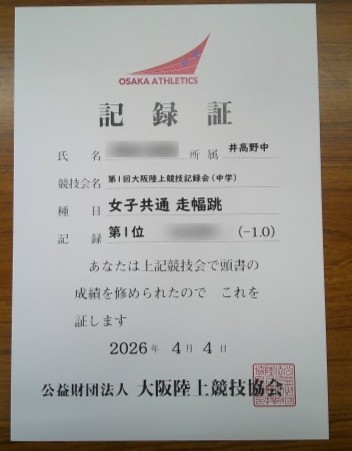 OSAKA ATHLETICS
記録証
氏名 所属 井高野中
競技会名 第1回大阪陸上競技記録会(中学)
種目 女子共通 走幅跳
記録 第1位 (-1.0)
あなたは上記競技会で頭書の
成績を修められたので これを
証します
2026年 4月 4日
公益財団法人 大阪陸上競技協会